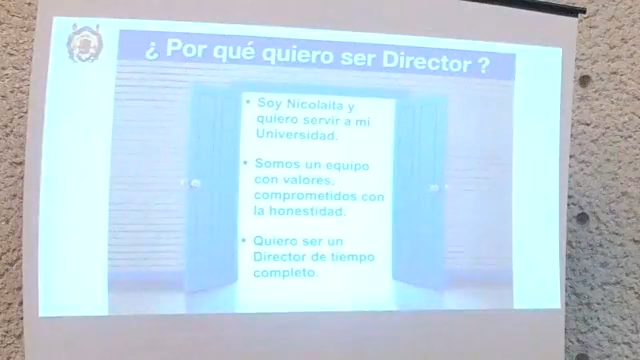 ¿ Por qué quiero ser Director ?
• Soy Nicolaita y
quiero servir a mi
Universidad.
• Somos un equipo
con valores,
comprometidos con
la honestidad.
• Quiero ser un
Director de tiempo
completo.